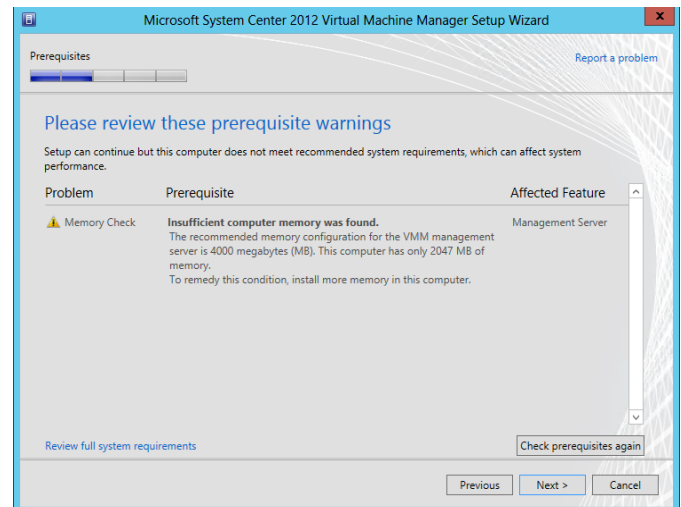 Microsoft System Center 2012 Virtual Machine Manager Setup Wizard
x
Prerequisites
Report a problem
Please review these prerequisite warnings
Setup can continue but this computer does not meet recommended system requirements, which can affect system
performance.
Problem Prerequisite Affected Feature
Memory Check Insufficient computer memory was found. Management Server
The recommended memory configuration for the VMM management
server is 4000 megabytes (MB). This computer has only 2047 MB of
memory.
To remedy this condition, install more memory in this computer.
Review full system requirements
Check prerequisites again
Previous Next > Cancel